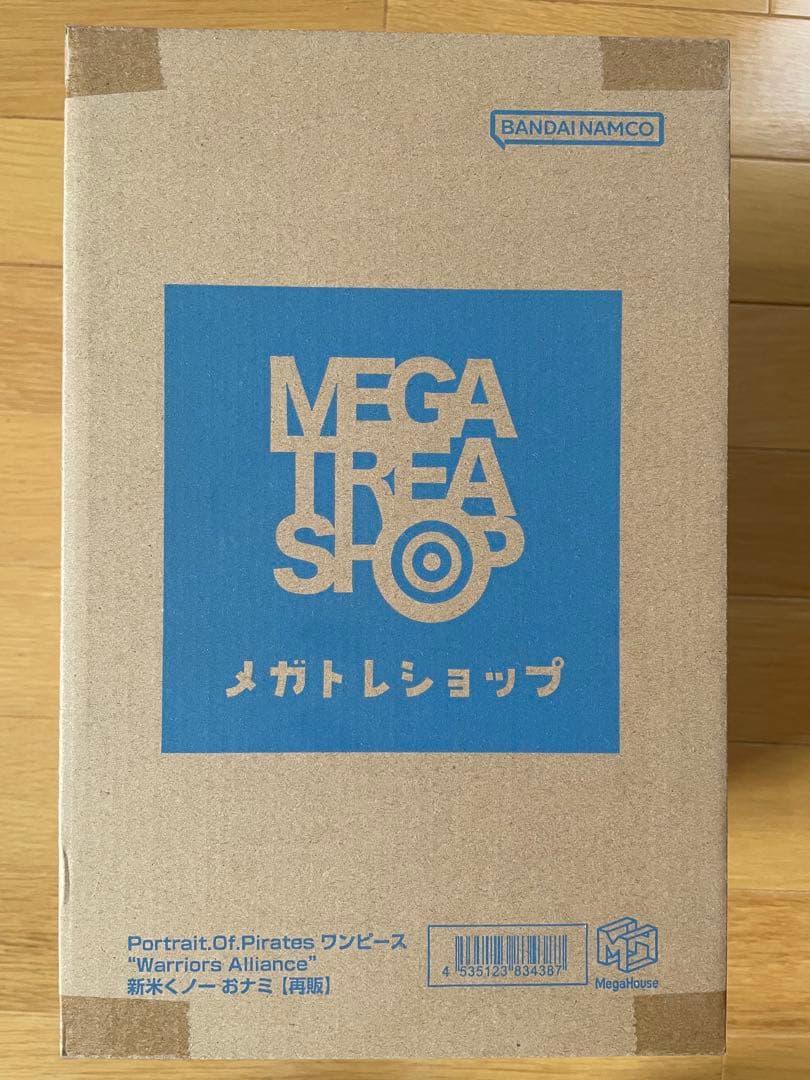 BANDAI NAMCO
MEGA
TREA
SHOP
メガトレショップ
Portrait.Of.Pirates ワンピース
“Warriors Alliance”
新米くノ一 おナミ【再販】
4 535123 834387
MegaHouse